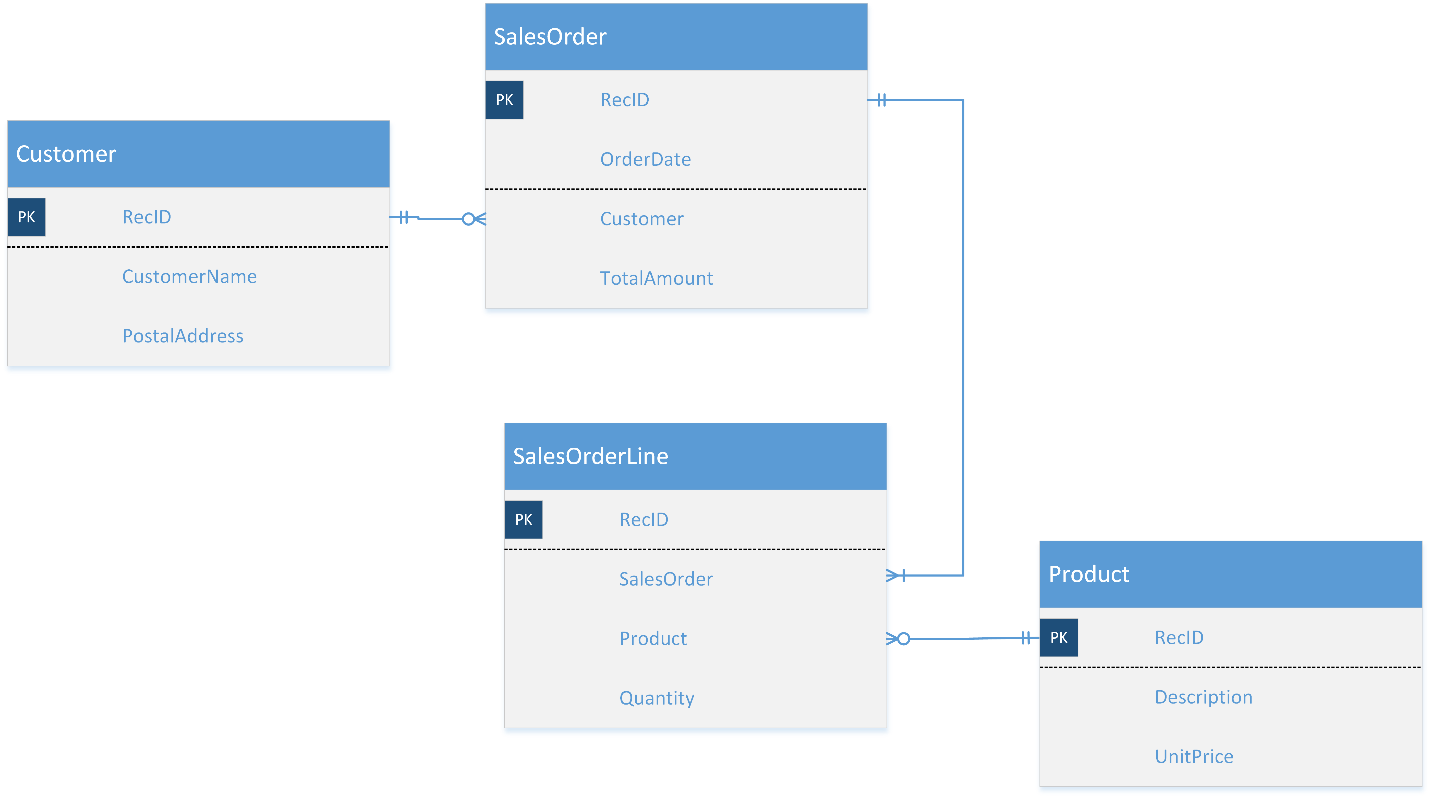 SalesOrder
PK RecID
OrderDate
Customer
TotalAmount
Customer
PK RecID
CustomerName
PostalAddress
SalesOrderLine
PK RecID
SalesOrder
Product
Quantity
Product
PK RecID
Description
UnitPrice